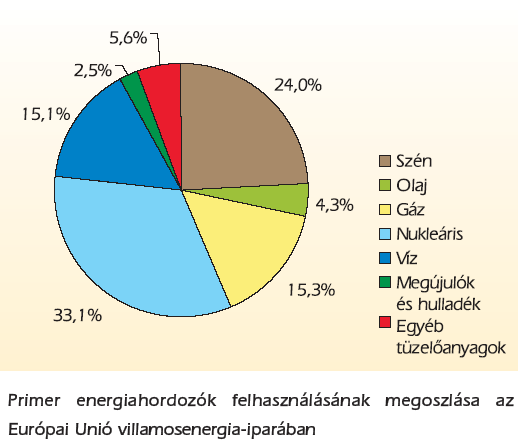 5,6%
2,5%
24,0%
15,1%
4,3%
15,3%
33,1%
Szén
Olaj
Gáz
Nukleáris
Víz
Megújulók
és hulladék
Egyéb
tüzelőanyagok
Primer energiahordozók felhasználásának megoszlása az
Európai Unió villamosenergia-iparában